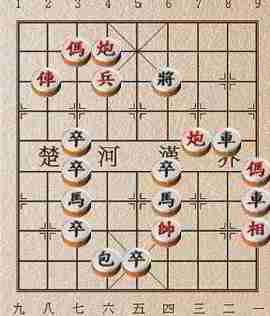 1 2 3 4 5 6 7 8 9
傌 炮
俥 兵 將
卒 炮 車
楚 河 漢 界
卒 卒 傌
馬 馬 車
卒 帥 相
包 卒
九 八 七 六 五 四 三 二 一